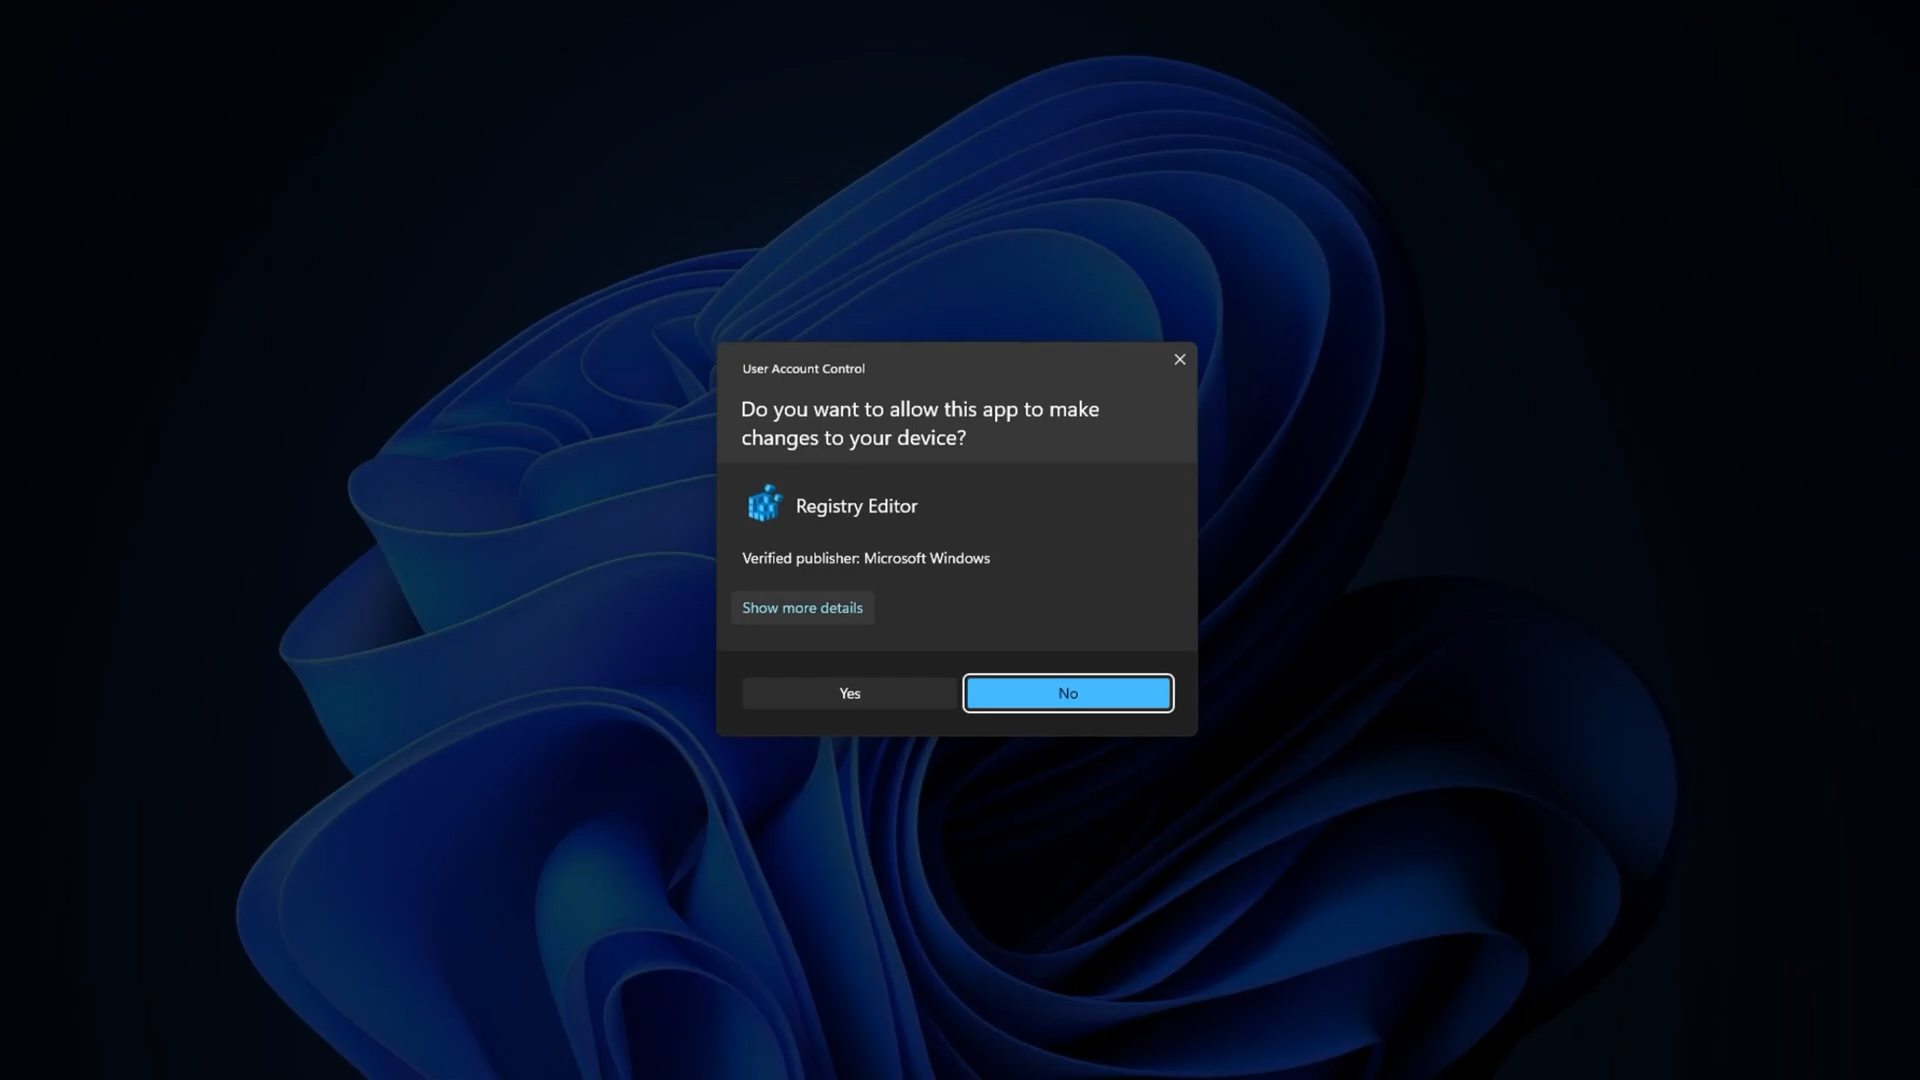 User Account Control
Do you want to allow this app to make
changes to your device?
Registry Editor
Verified publisher: Microsoft Windows
Show more details
Yes
No